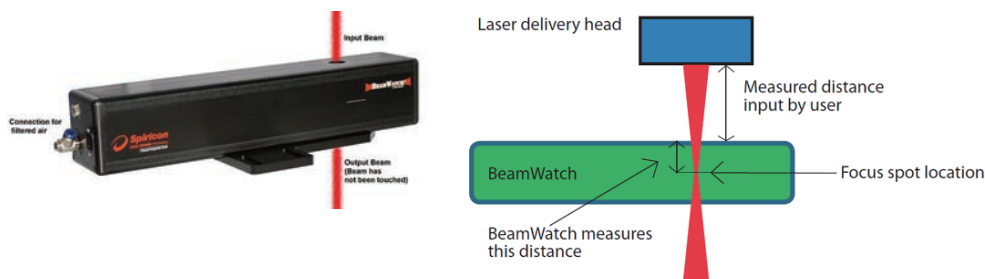 Input Beam
BEAMWATCH
Connection for
filtered air
Spiricon
Output Beam
(Beam has
not been touched)
Laser delivery head
Measured distance
input by user
BeamWatch
Focus spot location
BeamWatch measures
this distance